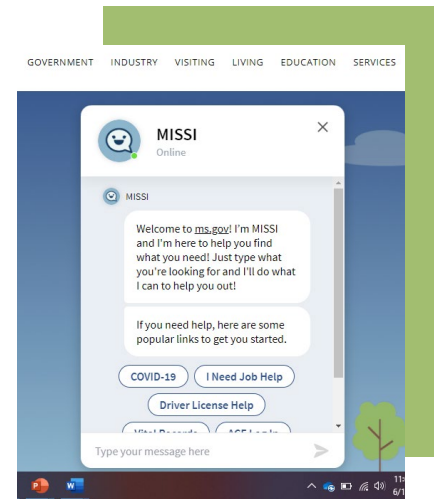 GOVERNMENT INDUSTRY VISITING LIVING EDUCATION SERVICES
MISSI
Online
MISSI
Welcome to ms.gov! I'm MISSI
and I'm here to help you find
what you need! Just type what
you're looking for and I'll do what
I can to help you out!
If you need help, here are some
popular links to get you started.
COVID-19 I Need Job Help
Driver License Help
Vital Records
Type your message here